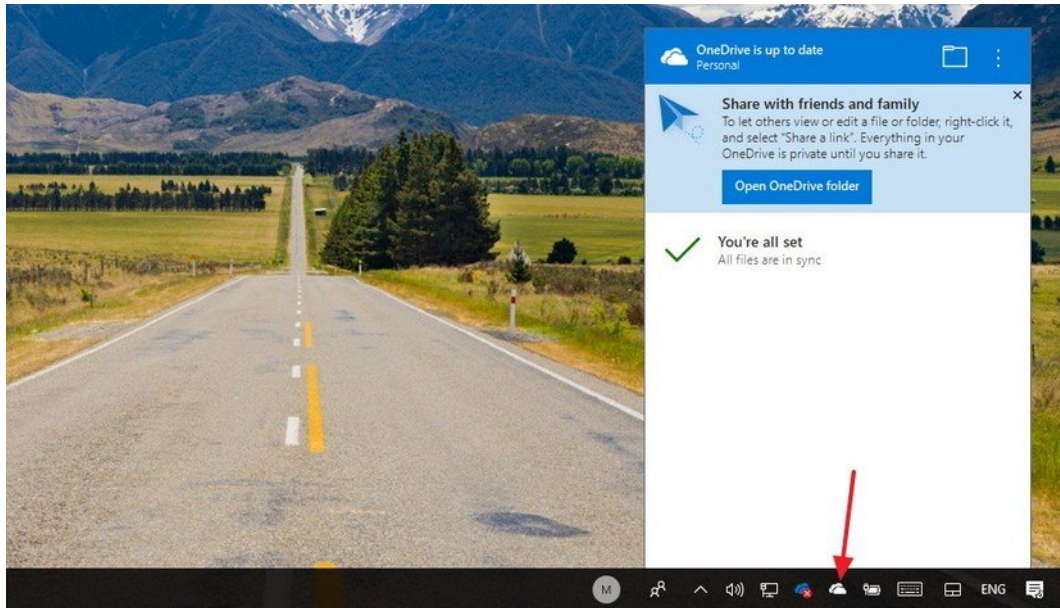 OneDrive is up to date
Personal
Share with friends and family
To let others view or edit a file or folder, right-click it,
and select "Share a link". Everything in your
OneDrive is private until you share it.
Open OneDrive folder
You're all set
All files are in sync
M
ENG